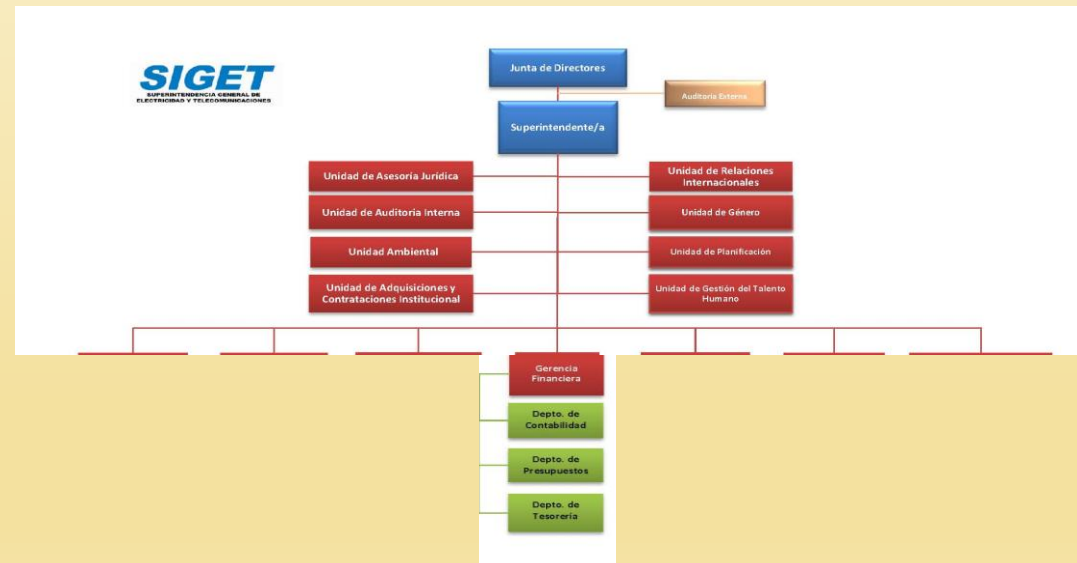 SIGET
SUPERINTENDENCIA GENERAL DE
ELECTRICIDAD Y TELECOMUNICACIONES
Junta de Directores
Auditoría Externa
Superintendente/a
Unidad de Asesoría Jurídica
Unidad de Relaciones
Internacionales
Unidad de Auditoria Interna
Unidad de Género
Unidad Ambiental
Unidad de Planificación
Unidad de Adquisiciones y
Contrataciones Institucional
Unidad de Gestión del Talento
Humano
Gerencia
Financiera
Depto. de
Contabilidad
Depto. de
Presupuestos
Depto. de
Tesorería